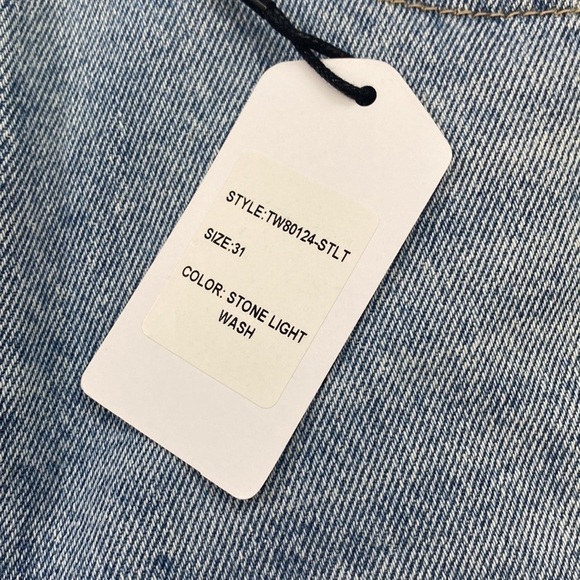 STYLE:TW80124-STLT
SIZE:31
COLOR: STONE LIGHT
WASH